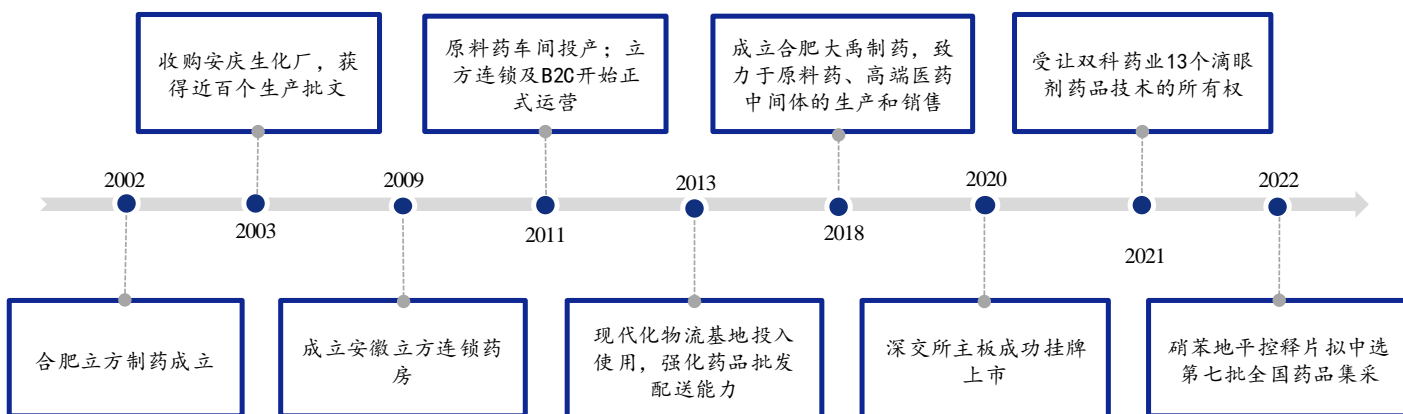 收购安庆生化厂，获
得近百个生产批文
原料药车间投产；立
方连锁及B2C开始正
式运营
成立合肥大禹制药，致
力于原料药、高端医药
中间体的生产和销售
受让双科药业13个滴眼
剂药品技术的所有权
2002
2009
2013
2020
2022
2003
2011
2018
2021
合肥立方制药成立
成立安徽立方连锁药
房
现代化物流基地投入
使用，强化药品批发
配送能力
深交所主板成功挂牌
上市
硝苯地平控释片拟中选
第七批全国药品集采